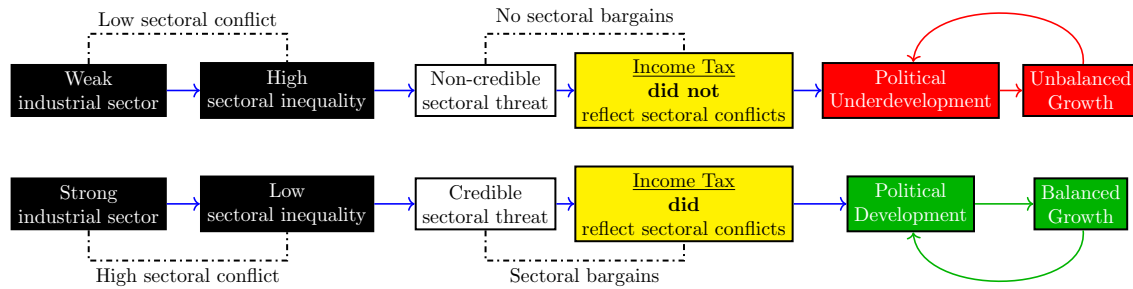 Low sectoral conflict
No sectoral bargains
Weak
industrial sector
High
sectoral inequality
Non-credible
sectoral threat
Income Tax
did not
reflect sectoral conflicts
Political
Underdevelopment
Unbalanced
Growth
Strong
industrial sector
Low
sectoral inequality
Credible
sectoral threat
Income Tax
did
reflect sectoral conflicts
Political
Development
Balanced
Growth
High sectoral conflict
Sectoral bargains